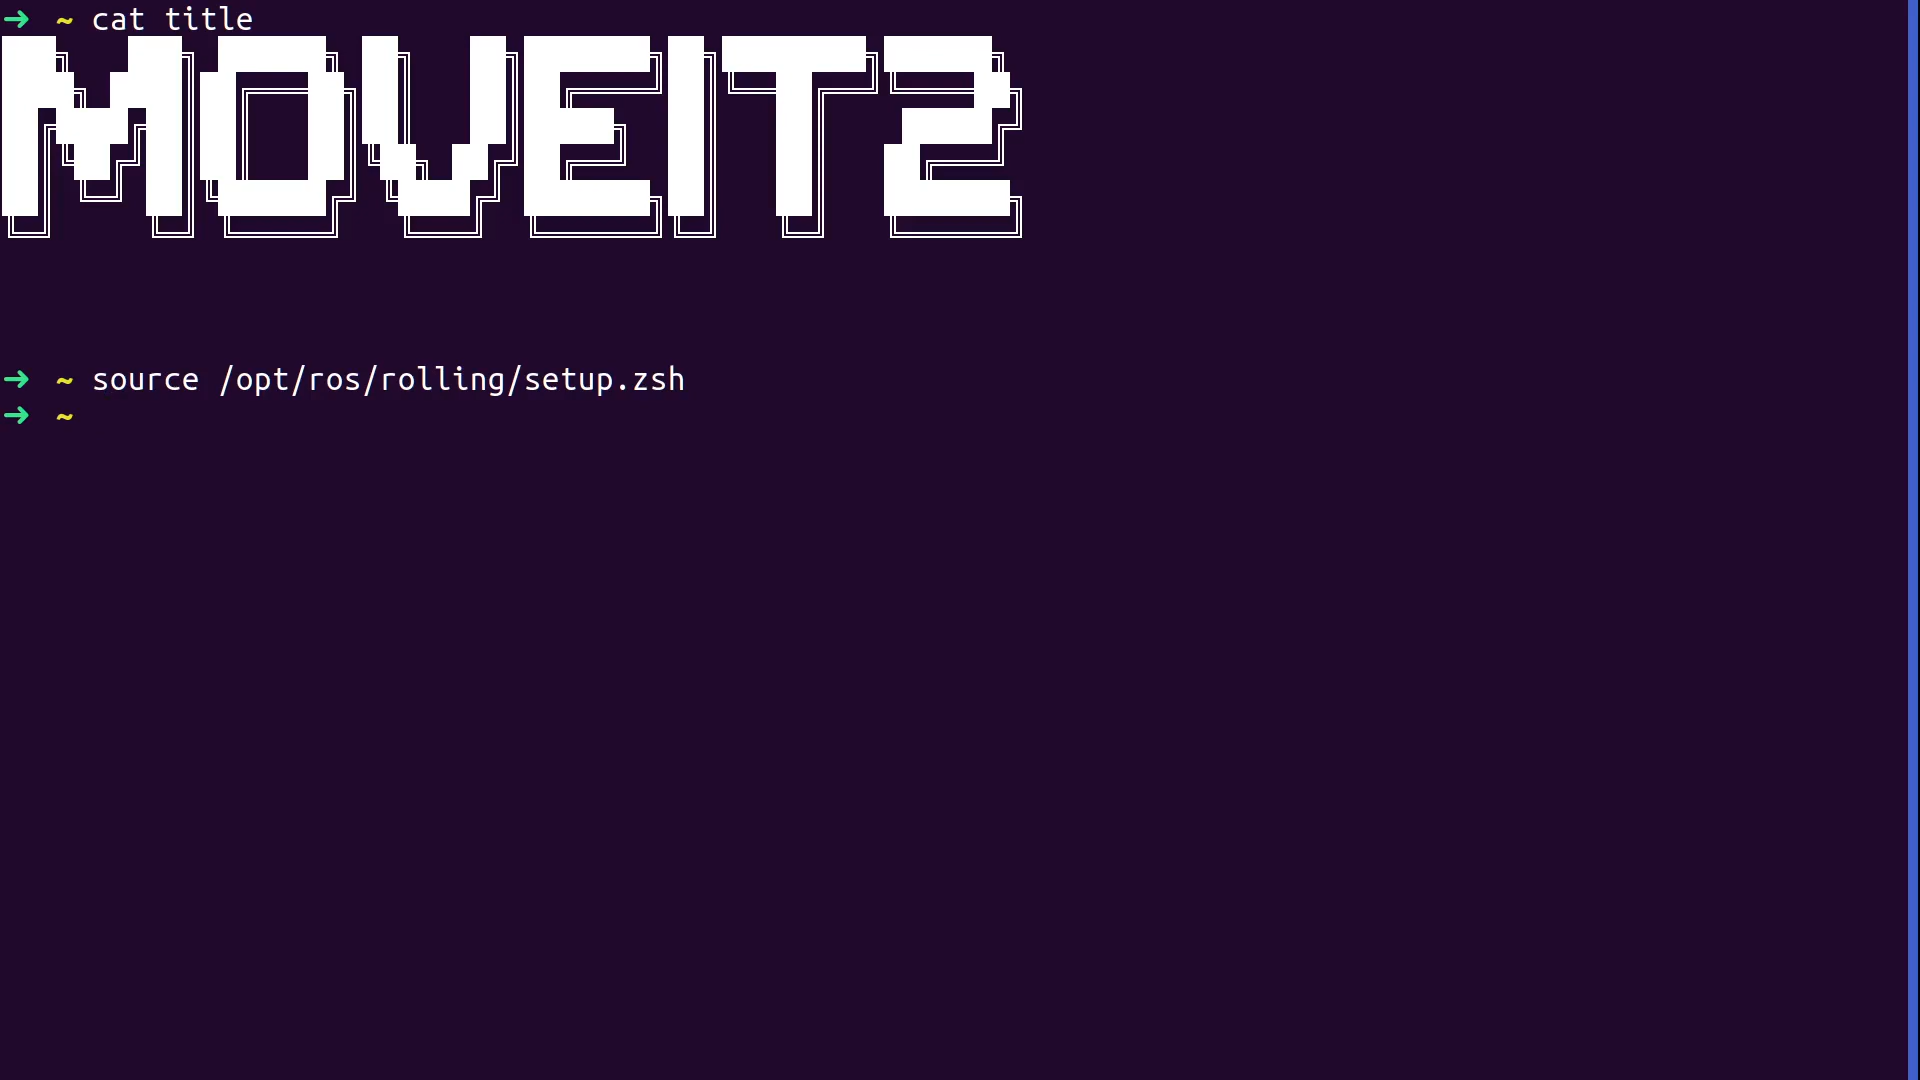 ➜ ~ cat title
MOVEIT2
➜ ~ source /opt/ros/rolling/setup.zsh
➜ ~